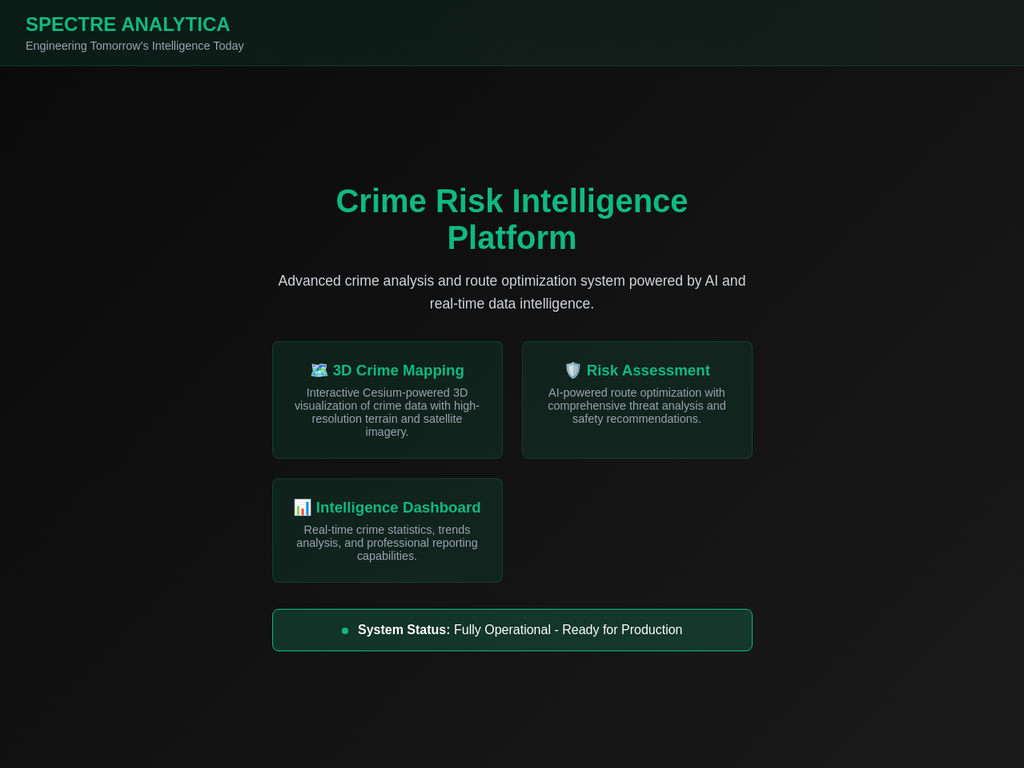 SPECTRE ANALYTICA
Engineering Tomorrow's Intelligence Today
Crime Risk Intelligence
Platform
Advanced crime analysis and route optimization system powered by AI and
real-time data intelligence.
🗺️ 3D Crime Mapping
Interactive Cesium-powered 3D
visualization of crime data with high-
resolution terrain and satellite
imagery.
🛡️ Risk Assessment
AI-powered route optimization with
comprehensive threat analysis and
safety recommendations.
📊 Intelligence Dashboard
Real-time crime statistics, trends
analysis, and professional reporting
capabilities.
System Status: Fully Operational - Ready for Production